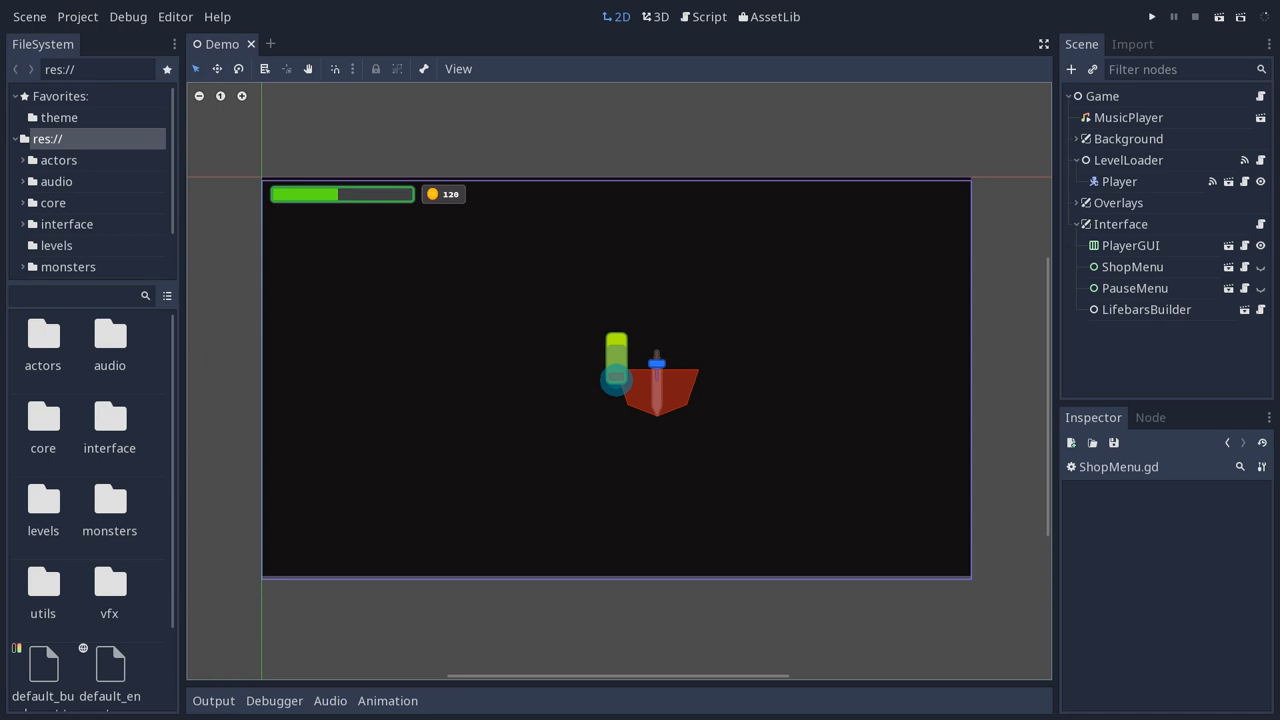 Scene Project Debug Editor Help
2D 3D Script AssetLib
FileSystem
Demo
Scene Import
res://
View
Filter nodes
Favorites:
theme
res://
actors
audio
core
interface
levels
monsters
actors audio
core interface
levels monsters
utils vfx
default_bu default_en
120
Game
MusicPlayer
Background
LevelLoader
Player
Overlays
Interface
PlayerGUI
ShopMenu
PauseMenu
LifebarsBuilder
Inspector Node
ShopMenu.gd
Output Debugger Audio Animation